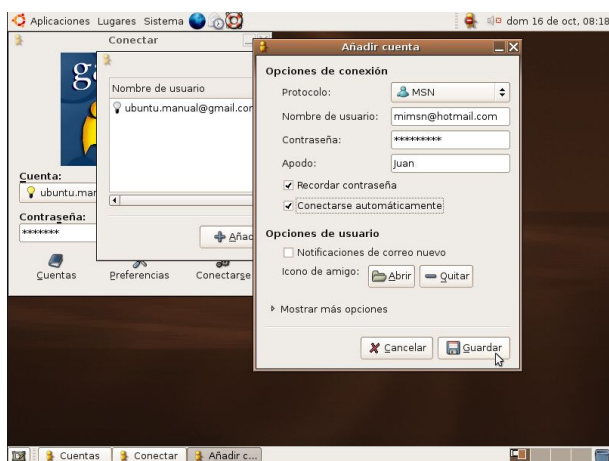 Aplicaciones Lugares Sistema
dom 16 de oct, 08:18
Conectar
Cuenta:
ubuntu.mar
Contraseña:
*******
Cuentas Preferencias Conectarse
Nombre de usuario
ubuntu.manual@gmail.cor
Añad
Añadir cuenta
Opciones de conexión
Protocolo: MSN
Nombre de usuario: mimsn@hotmail.com
Contraseña: *********
Apodo: Juan
Recordar contraseña
Conectarse automáticamente
Opciones de usuario
Notificaciones de correo nuevo
Icono de amigo: Abrir Quitar
Mostrar más opciones
Cancelar Guardar
Cuentas Conectar Añadir c...